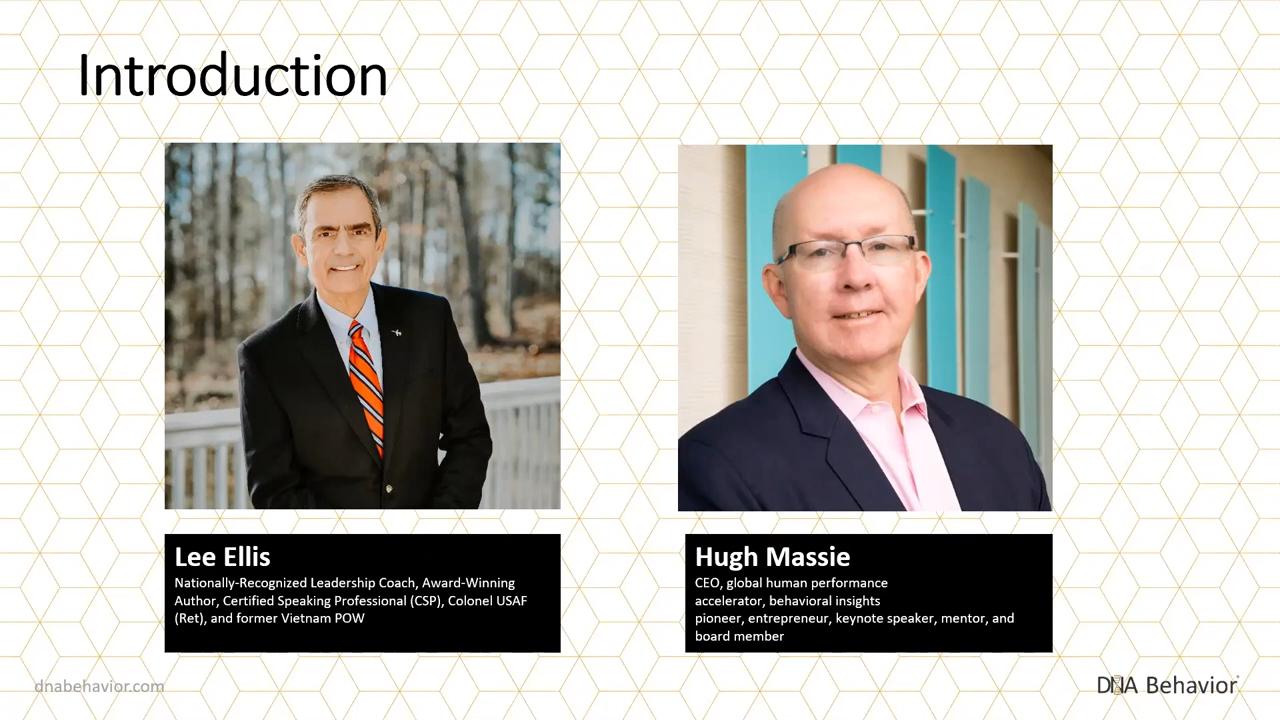 Introduction
Lee Ellis
Nationally-Recognized Leadership Coach, Award-Winning
Author, Certified Speaking Professional (CSP), Colonel USAF
(Ret), and former Vietnam POW
Hugh Massie
CEO, global human performance
accelerator, behavioral insights
pioneer, entrepreneur, keynote speaker, mentor, and
board member
dnabehavior.com
DNA Behavior